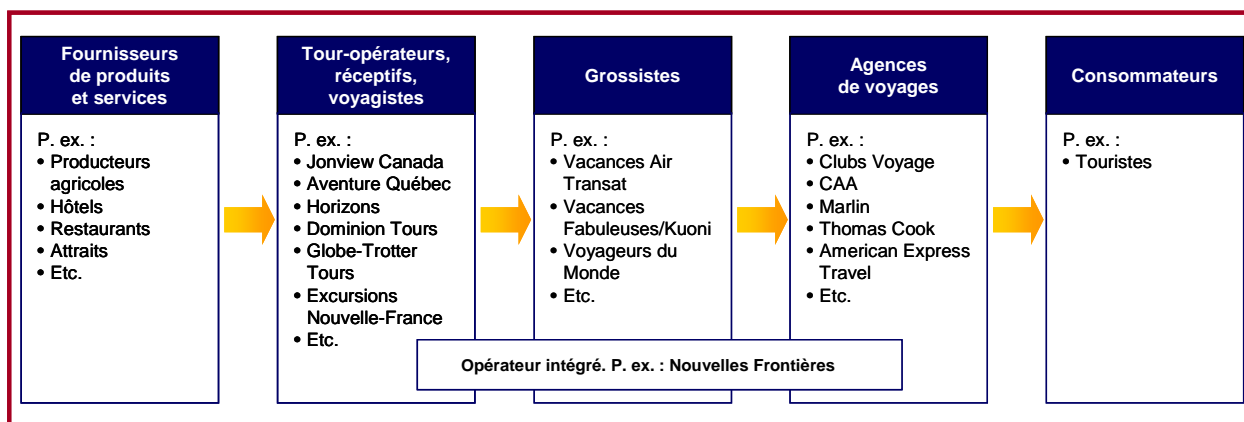 Fournisseurs
de produits
et services
P. ex. :
• Producteurs
agricoles
• Hôtels
• Restaurants
• Attraits
• Etc.
Tour-opérateurs,
réceptifs,
voyagistes
P. ex. :
• Jonview Canada
• Aventure Québec
• Horizons
• Dominion Tours
• Globe-Trotter
Tours
• Excursions
Nouvelle-France
• Etc.
Grossistes
P. ex. :
• Vacances Air
Transat
• Vacances
Fabuleuses/Kuoni
• Voyageurs du
Monde
• Etc.
Agences
de voyages
P. ex. :
• Clubs Voyage
• CAA
• Marlin
• Thomas Cook
• American Express
Travel
• Etc.
Consommateurs
P. ex. :
• Touristes
Opérateur intégré. P. ex. : Nouvelles Frontières